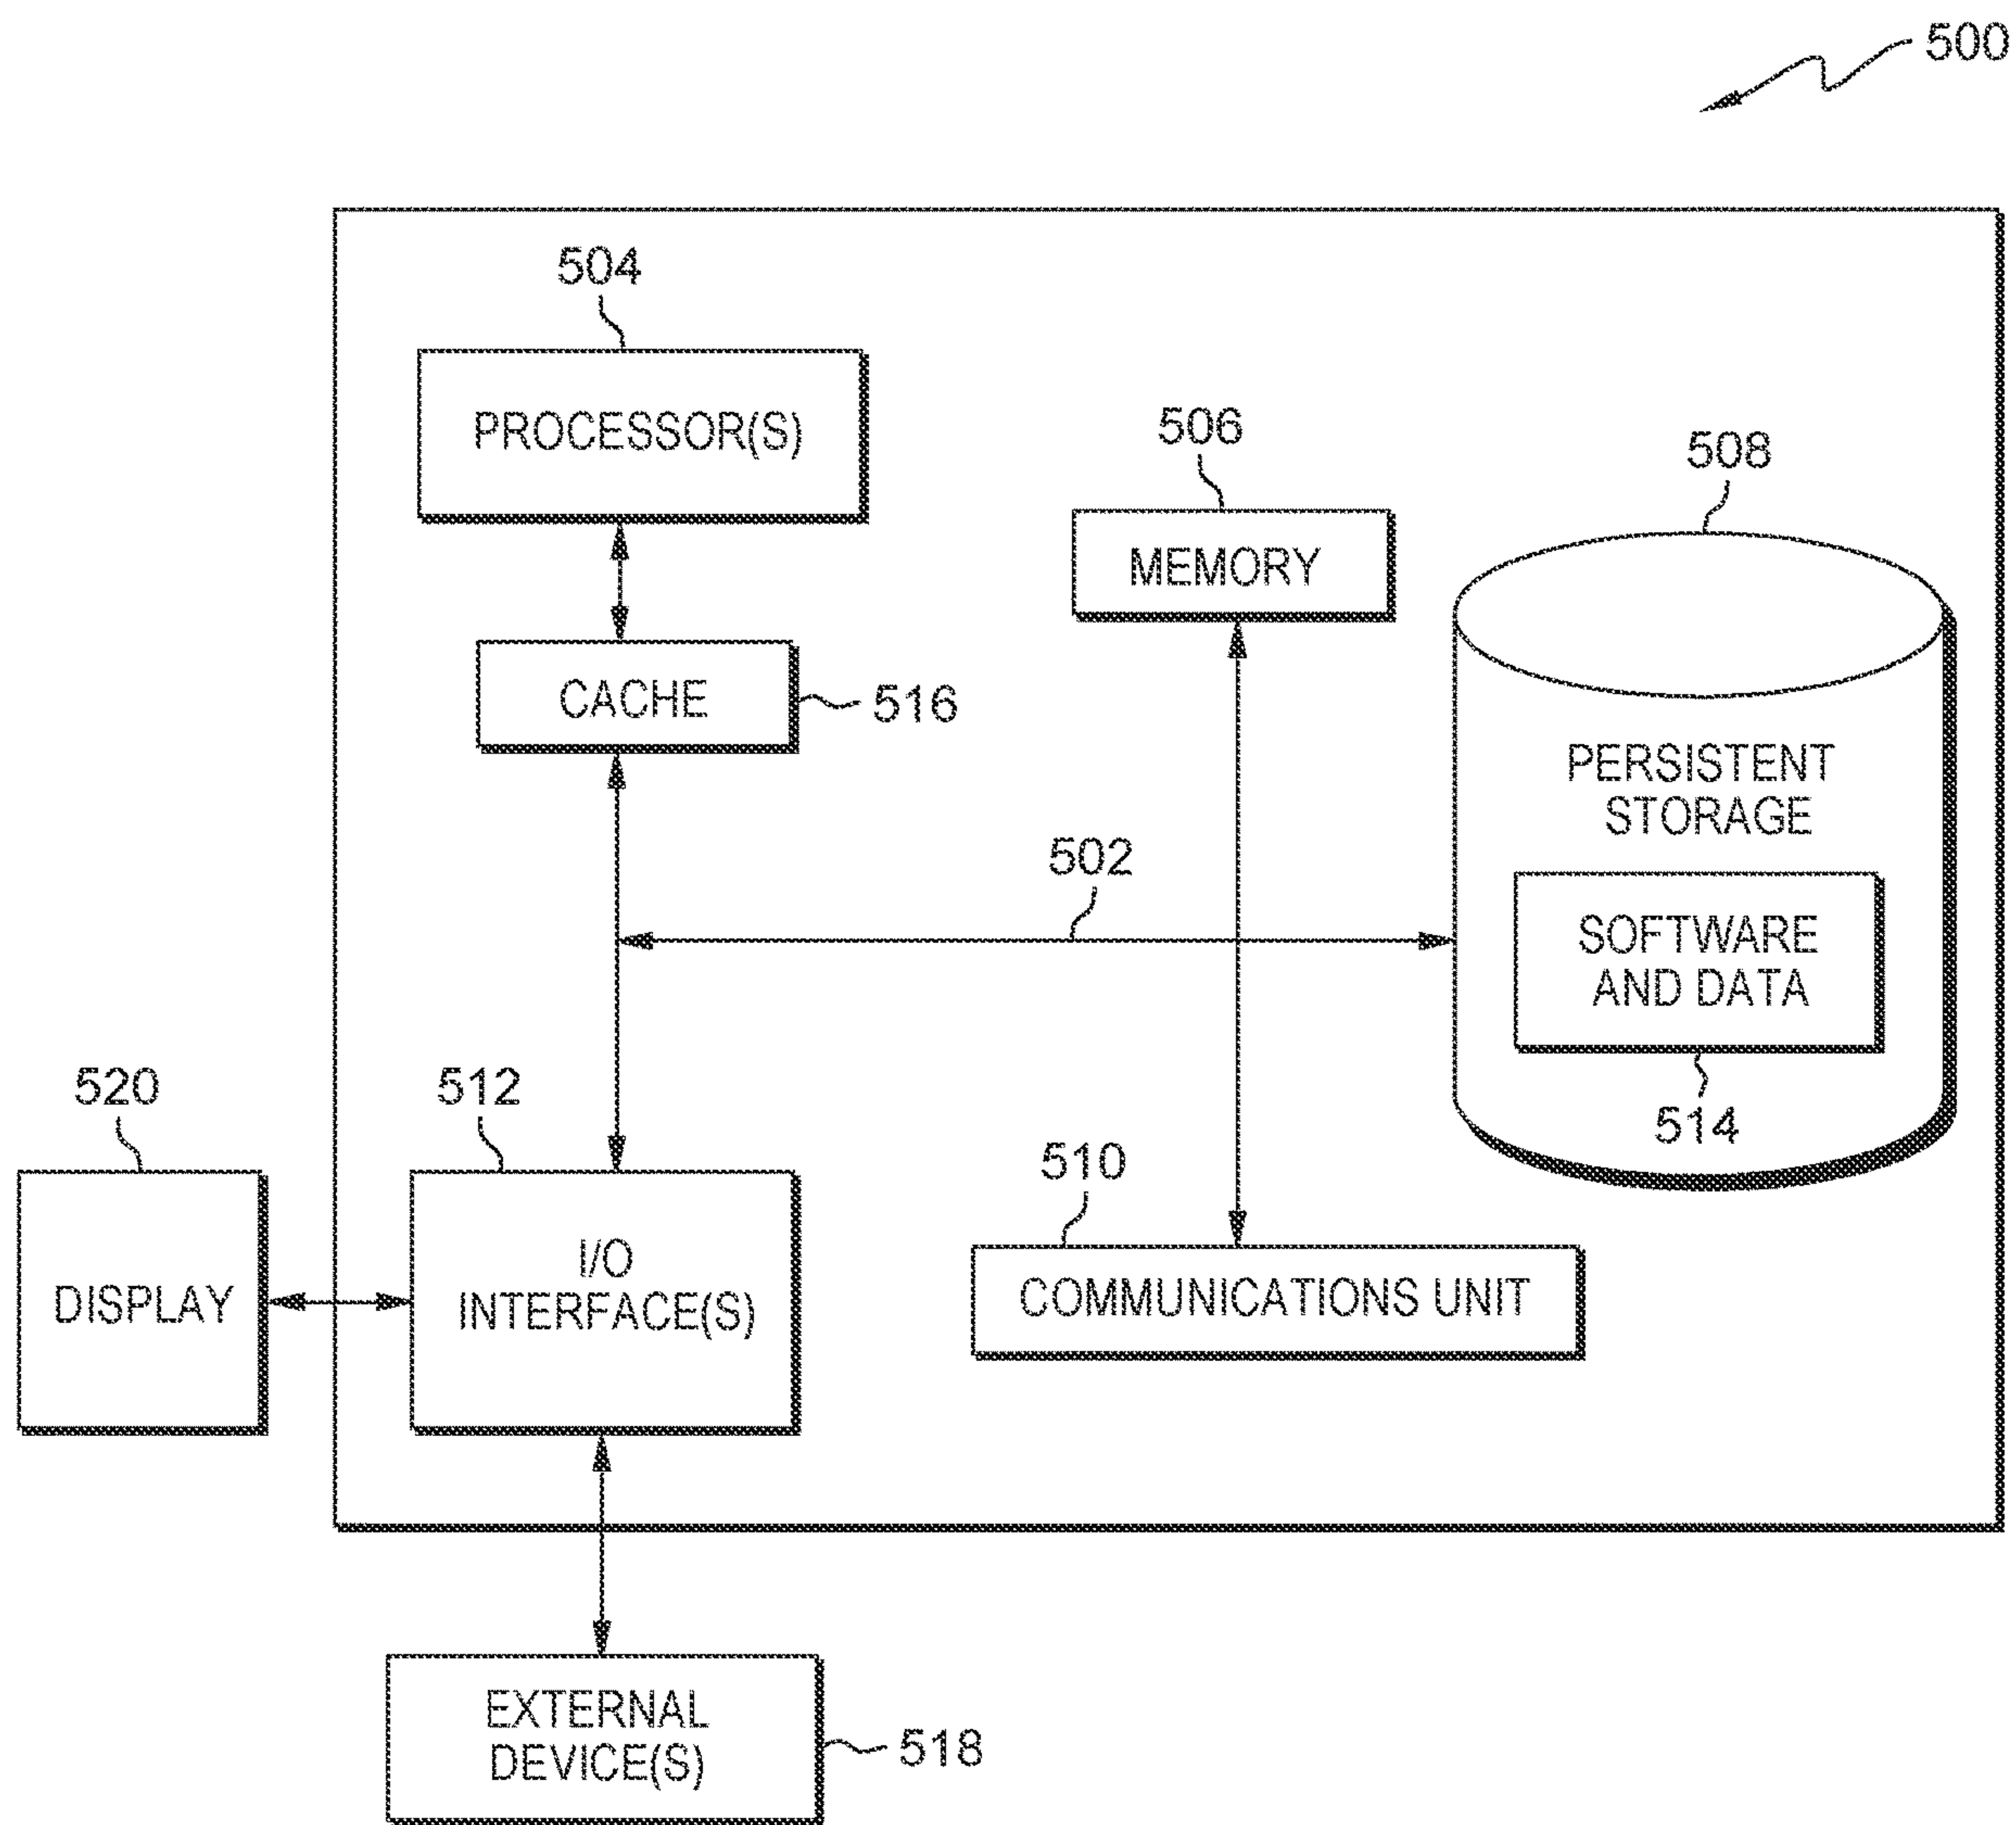 500
504
PROCESSOR(S)
506
MEMORY
508
CACHE
516
PERSISTENT
STORAGE
502
SOFTWARE
AND DATA
514
520
DISPLAY
512
I/O
INTERFACE(S)
510
COMMUNICATIONS UNIT
EXTERNAL
DEVICE(S)
518